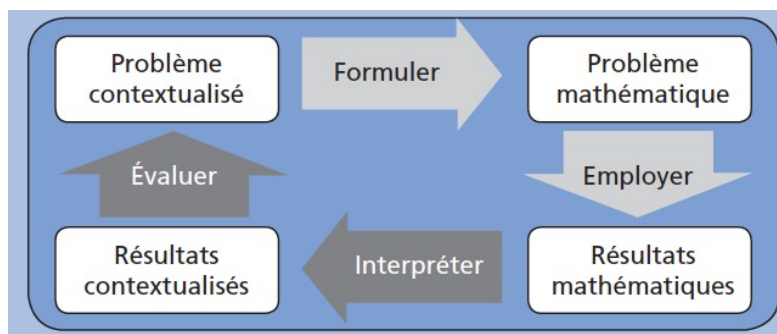 Problème
contextualisé
Formuler
Problème
mathématique
Évaluer
Employer
Résultats
contextualisés
Interpréter
Résultats
mathématiques